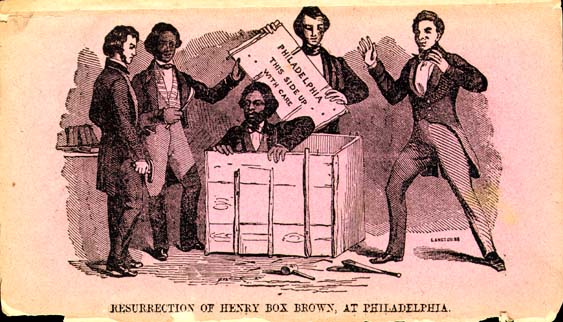 PHILADELPHIA
THIS SIDE UP
WITH CARE
RESURRECTION OF HENRY BOX BROWN, AT PHILADELPHIA.